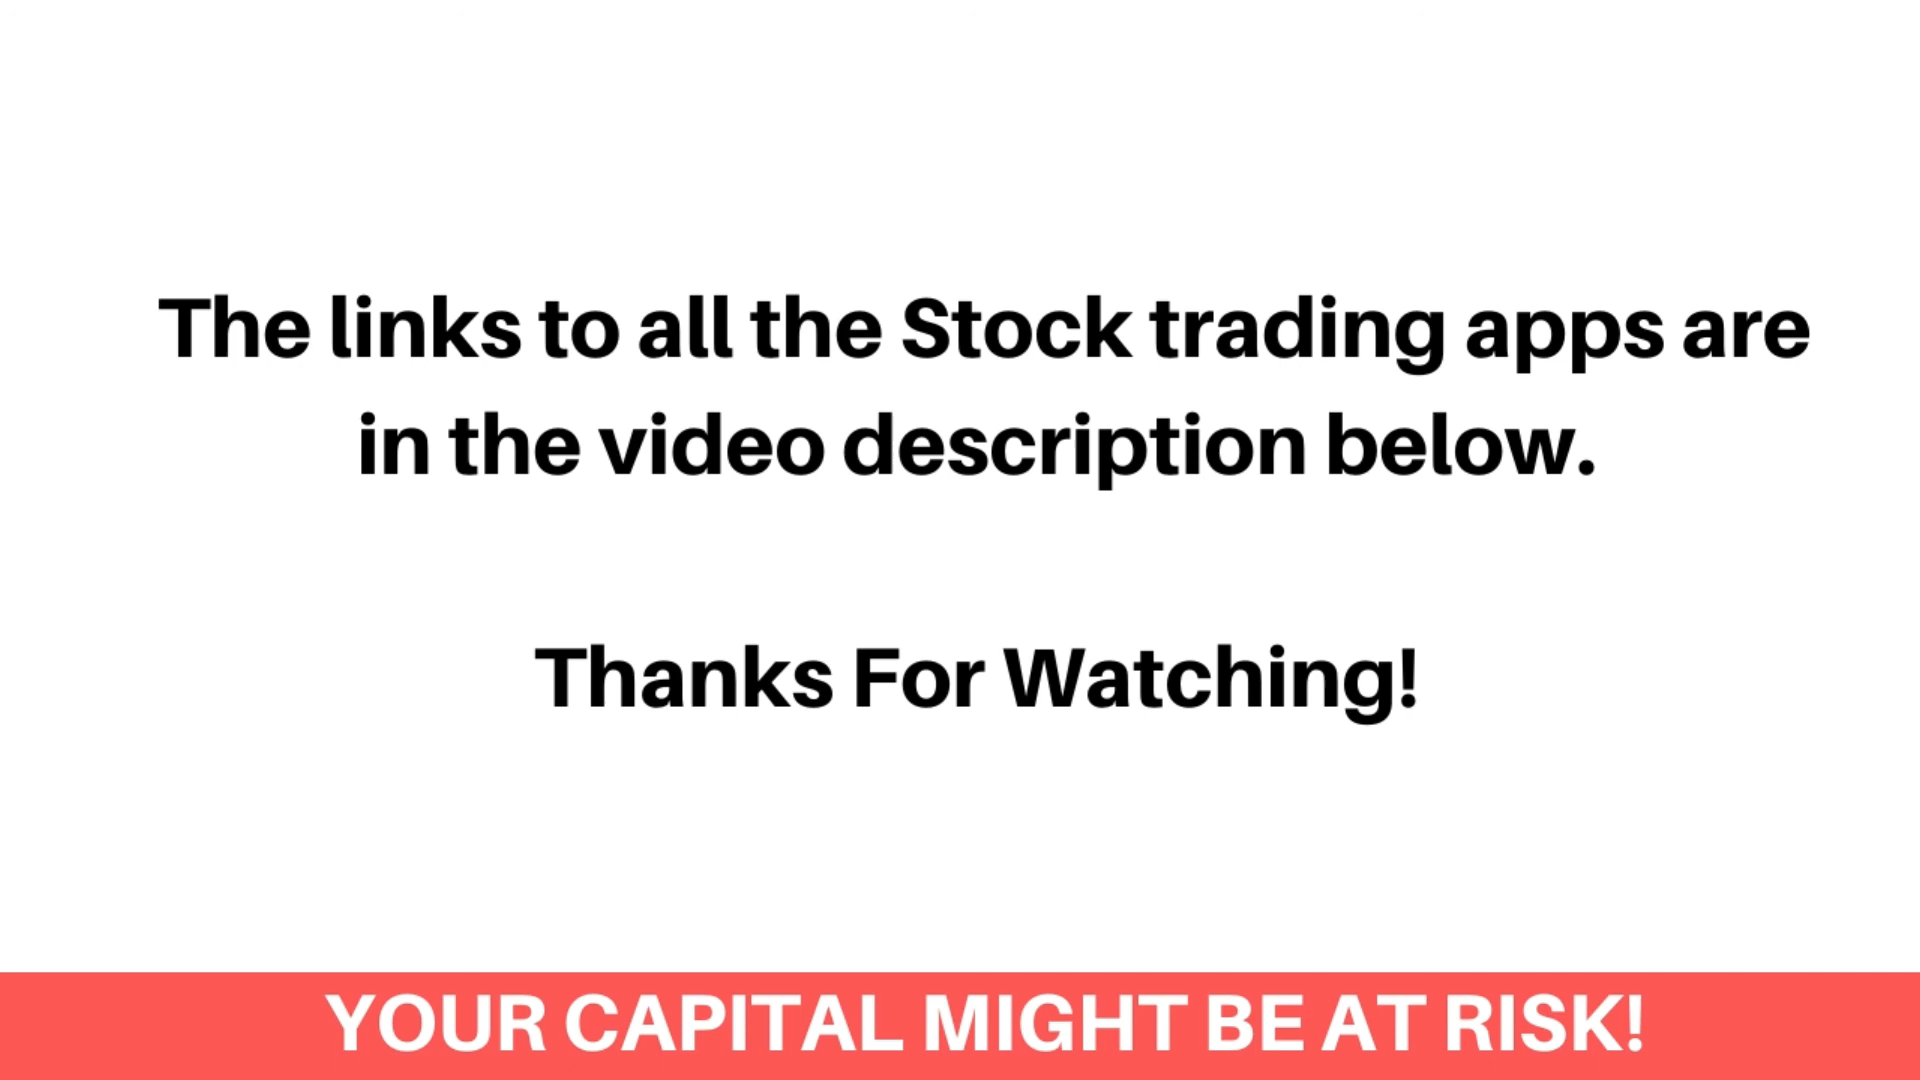 The links to all the Stock trading apps are
in the video description below.
Thanks For Watching!
YOUR CAPITAL MIGHT BE AT RISK!